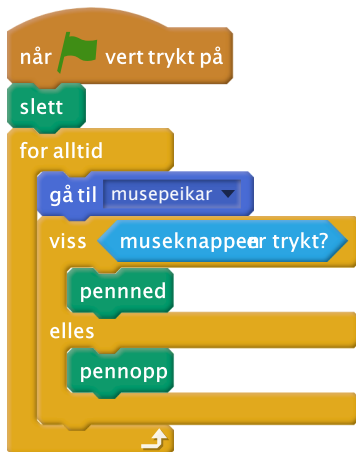 når vert trykt på
slett
for alltid
gå til musepeikar
viss museknappen er trykt?
pennned
elles
pennopp